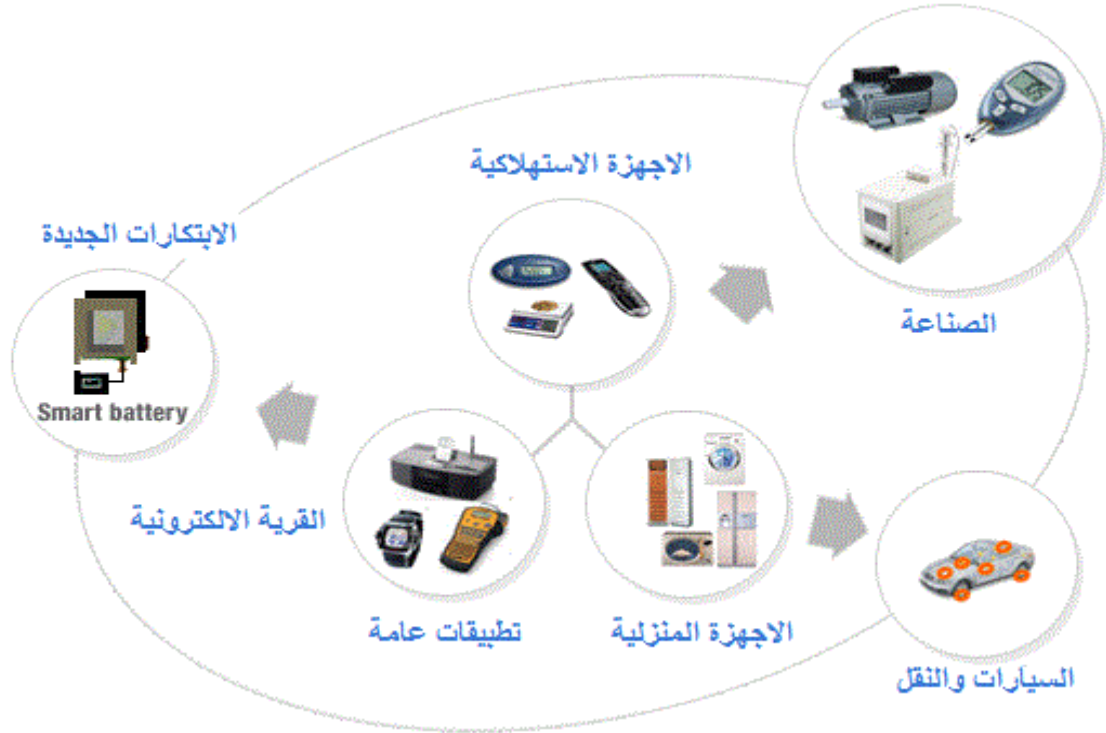 الاجهزة الاستهلاكية
الابتكارات الجديدة
الصناعة
Smart battery
القرية الالكترونية
تطبيقات عامة
الاجهزة المنزلية
السيارات والنقل